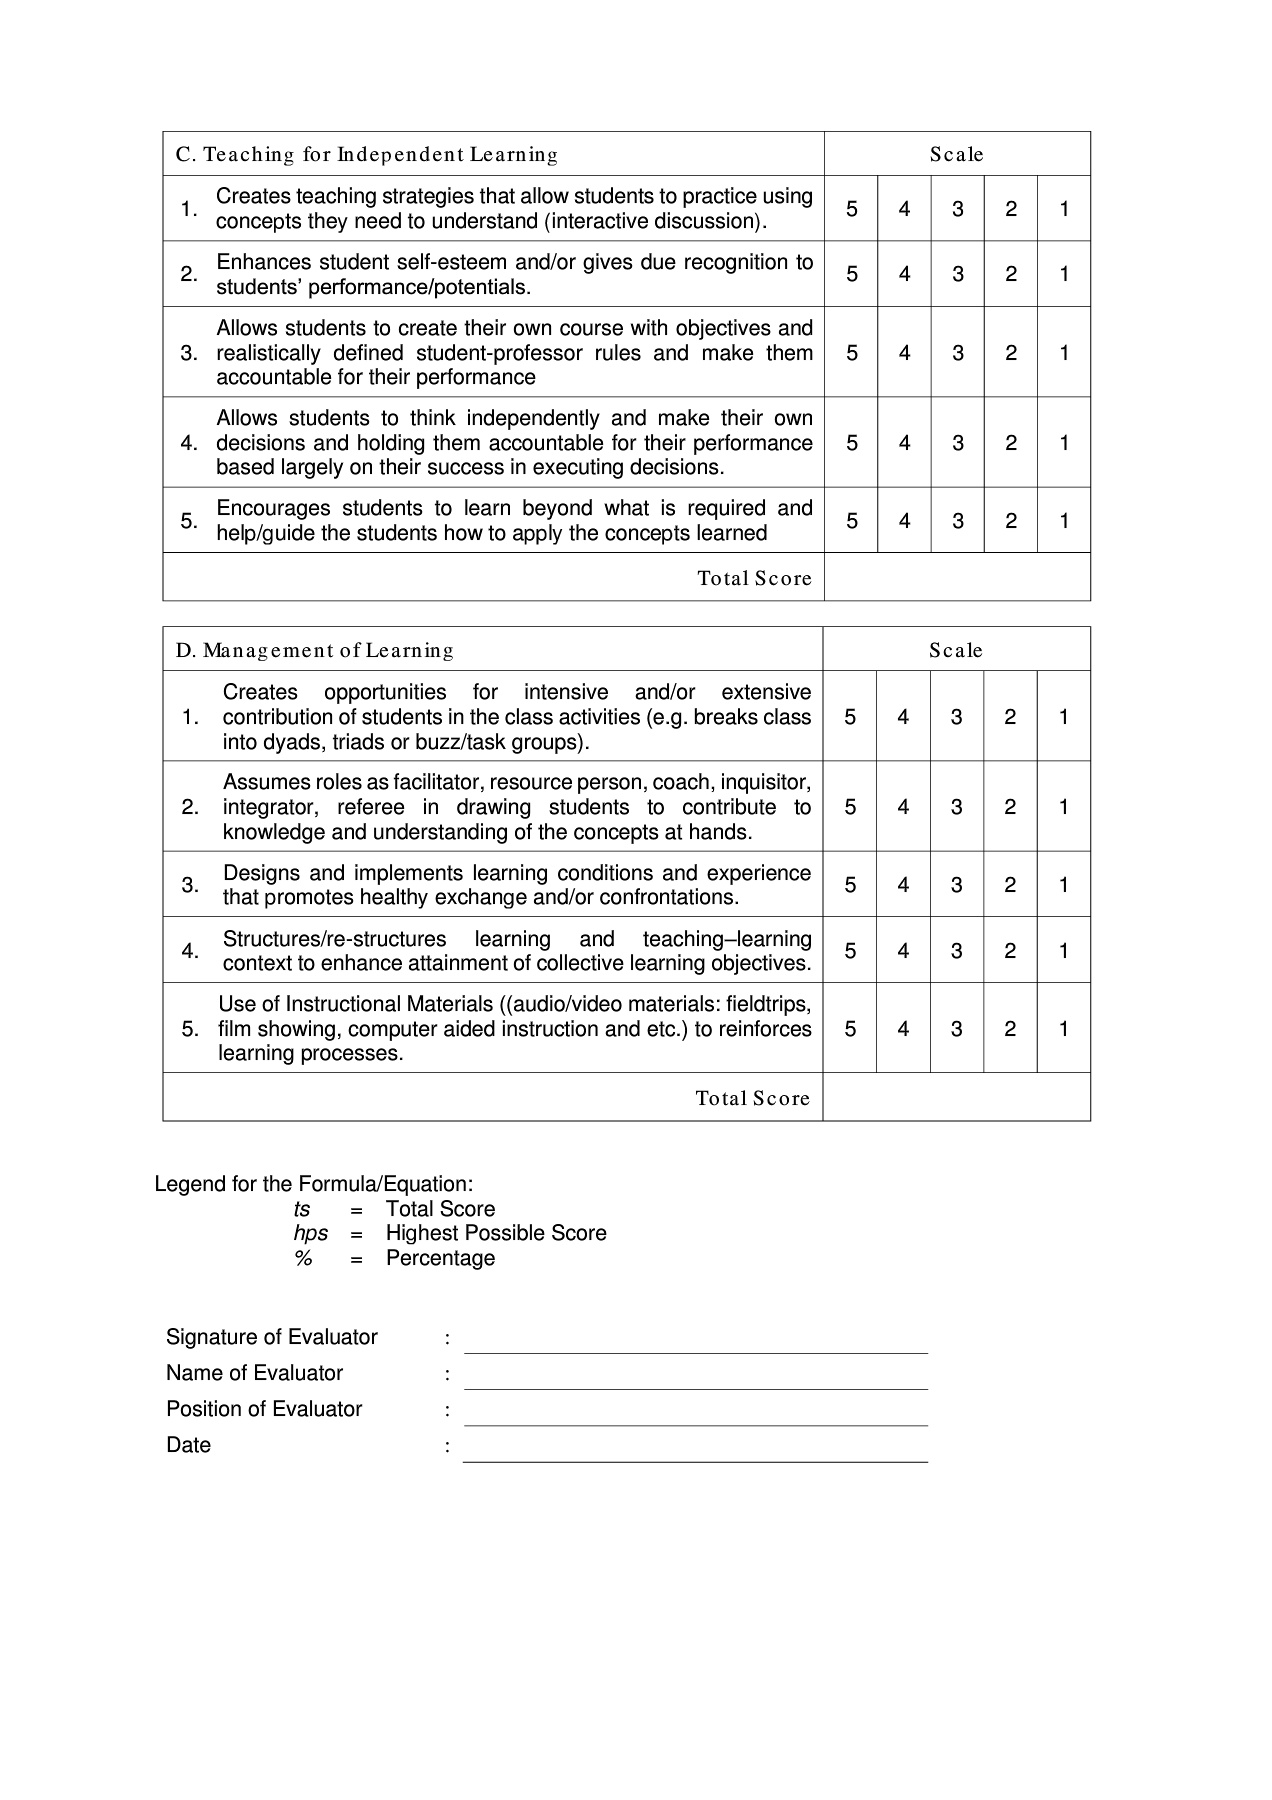 C. Teaching for Independent Learning Scale
1. Creates teaching strategies that allow students to practice using
concepts they need to understand (interactive discussion). 5 4 3 2 1
2. Enhances student self-esteem and/or gives due recognition to
students’ performance/potentials. 5 4 3 2 1
Allows students to create their own course with objectives and
3. realistically defined student-professor rules and make them 5 4 3 2 1
accountable for their performance
Allows students to think independently and make their own
4. decisions and holding them accountable for their performance 5 4 3 2 1
based largely on their success in executing decisions.
5. Encourages students to learn beyond what is required and
help/guide the students how to apply the concepts learned 5 4 3 2 1
Total Score
D. Management of Learning Scale
Creates opportunities for intensive and/or extensive
1. contribution of students in the class activities (e.g. breaks class 5 4 3 2 1
into dyads, triads or buzz/task groups).
Assumes roles as facilitator, resource person, coach, inquisitor,
2. integrator, referee in drawing students to contribute to 5 4 3 2 1
knowledge and understanding of the concepts at hands.
3. Designs and implements learning conditions and experience
that promotes healthy exchange and/or confrontations. 5 4 3 2 1
4. Structures/re-structures learning and teaching–learning
context to enhance attainment of collective learning objectives. 5 4 3 2 1
Use of Instructional Materials ((audio/video materials: fieldtrips,
5. film showing, computer aided instruction and etc.) to reinforces 5 4 3 2 1
learning processes.
Total Score
Legend for the Formula/Equation:
ts = Total Score
hps = Highest Possible Score
% = Percentage
Signature of Evaluator :
Name of Evaluator :
Position of Evaluator :
Date :